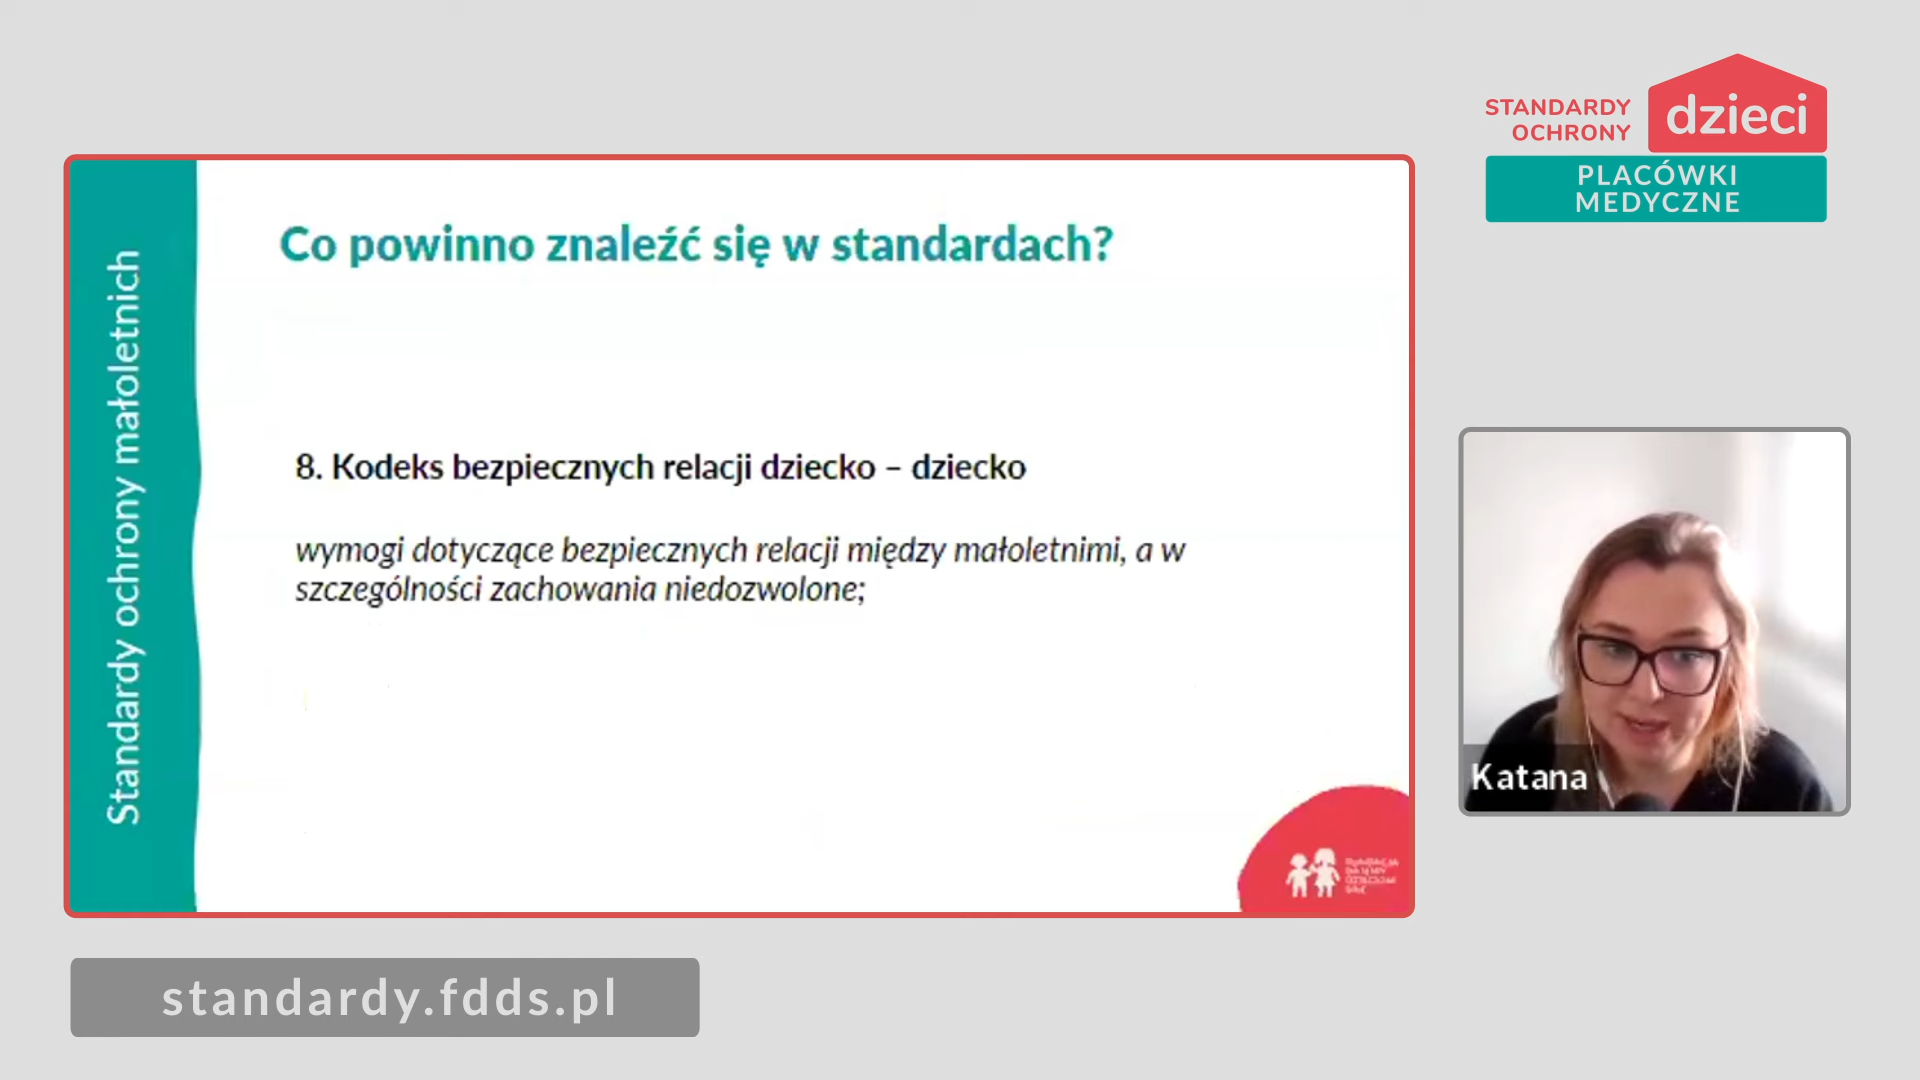 STANDARDY
OCHRONY
dzieci
PLACÓWKI
MEDYCZNE
Standardy ochrony małoletnich
Co powinno znaleźć się w standardach?
8. Kodeks bezpiecznych relacji dziecko – dziecko
wymogi dotyczące bezpiecznych relacji między małoletnimi, a w
szczególności zachowania niedozwolone;
Katana
standardy.fdds.pl